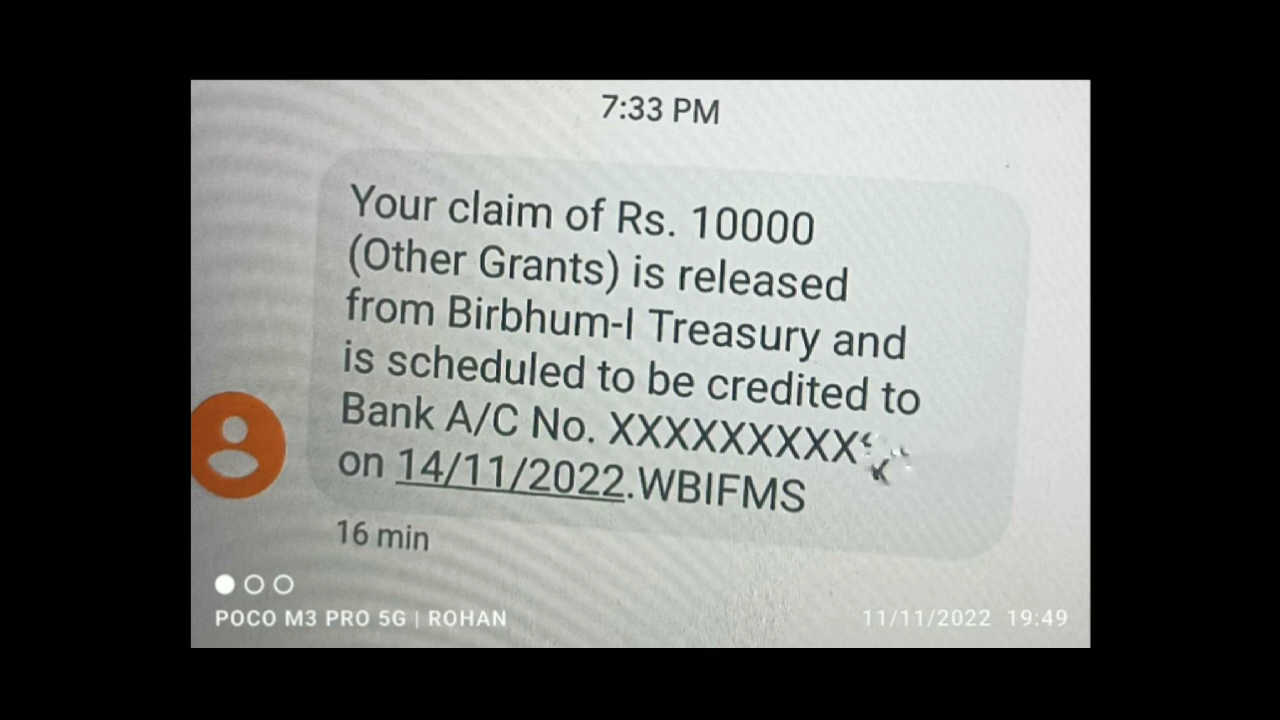 7:33 PM
Your claim of Rs. 10000
(Other Grants) is released
from Birbhum-I Treasury and
is scheduled to be credited to
Bank A/C No. XXXXXXXXX
on 14/11/2022.WBIFMS
16 min
POCO M3 PRO 5G | ROHAN
11/11/2022 19:49